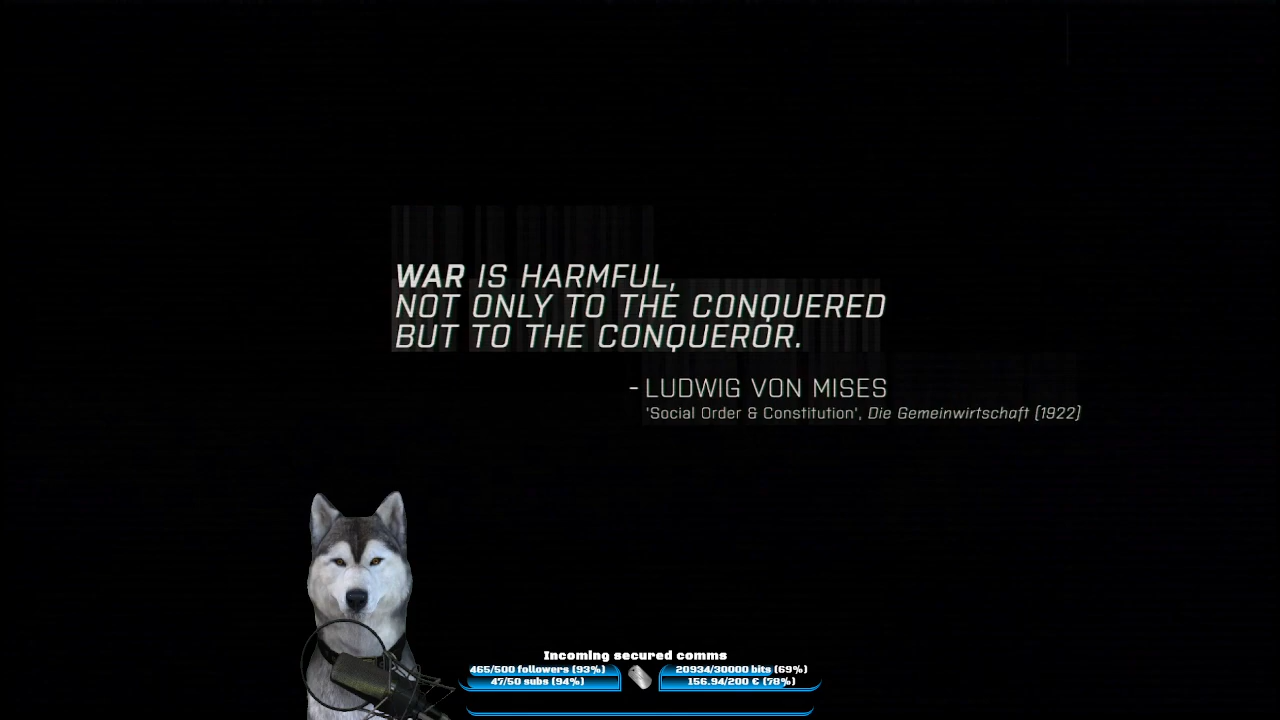 WAR IS HARMFUL,
NOT ONLY TO THE CONQUERED
BUT TO THE CONQUEROR.
- LUDWIG VON MISES
'Social Order & Constitution', Die Gemeinwirtschaft (1922)
Incoming secured comms
465/500 followers (93%)
20934/30000 bits (69%)
47/50 subs (94%)
156.94/200 € (78%)